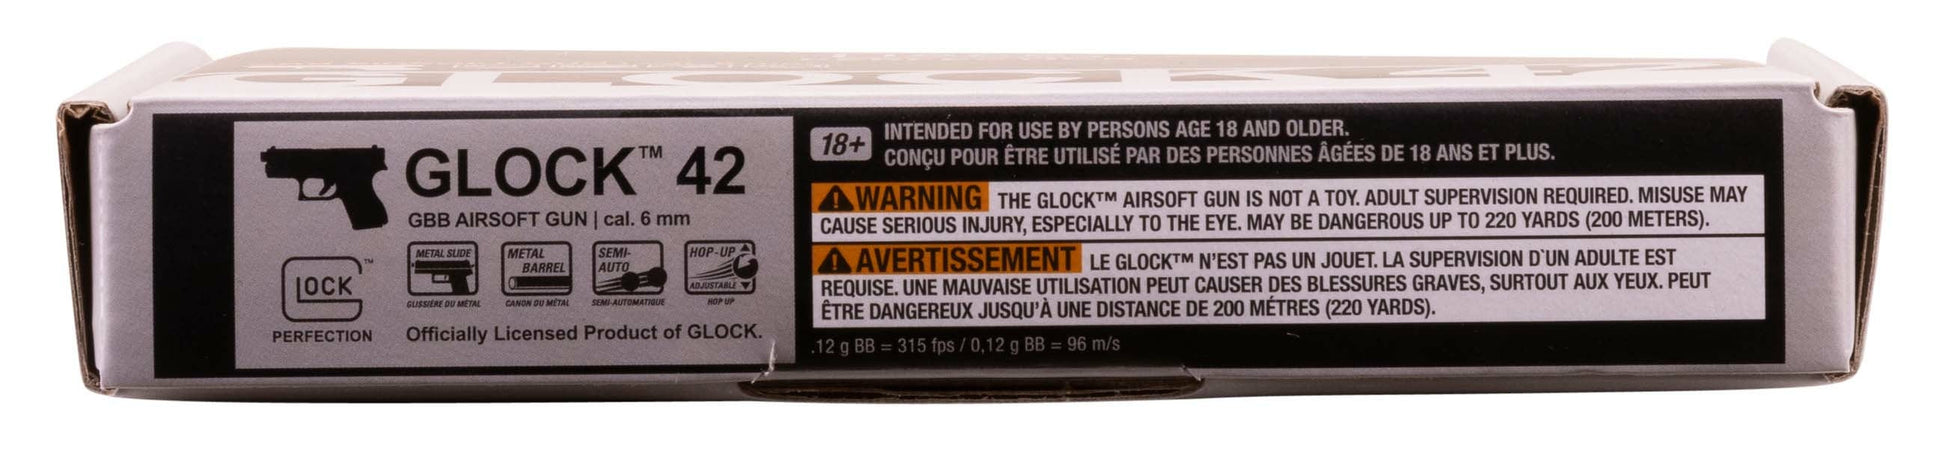 GLOCK 42
GLOCK™ 42
GBB AIRSOFT GUN | cal. 6 mm
METAL SLIDE
GLISSIÈRE DU MÉTAL
METAL BARREL
CANON DU MÉTAL
SEMI-AUTO
SEMI-AUTOMATIQUE
HOP-UP
ADJUSTABLE
HOP UP
GLOCK™
PERFECTION
Officially Licensed Product of GLOCK.
18+
INTENDED FOR USE BY PERSONS AGE 18 AND OLDER.
CONÇU POUR ÊTRE UTILISÉ PAR DES PERSONNES ÂGÉES DE 18 ANS ET PLUS.
WARNING THE GLOCK™ AIRSOFT GUN IS NOT A TOY. ADULT SUPERVISION REQUIRED. MISUSE MAY
CAUSE SERIOUS INJURY, ESPECIALLY TO THE EYE. MAY BE DANGEROUS UP TO 220 YARDS (200 METERS).
AVERTISSEMENT LE GLOCK™ N'EST PAS UN JOUET. LA SUPERVISION D`UN ADULTE EST
REQUISE. UNE MAUVAISE UTILISATION PEUT CAUSER DES BLESSURES GRAVES, SURTOUT AUX YEUX. PEUT
ÊTRE DANGEREUX JUSQU'À UNE DISTANCE DE 200 MÉTRES (220 YARDS).
.12 g BB = 315 fps / 0,12 g BB = 96 m/s